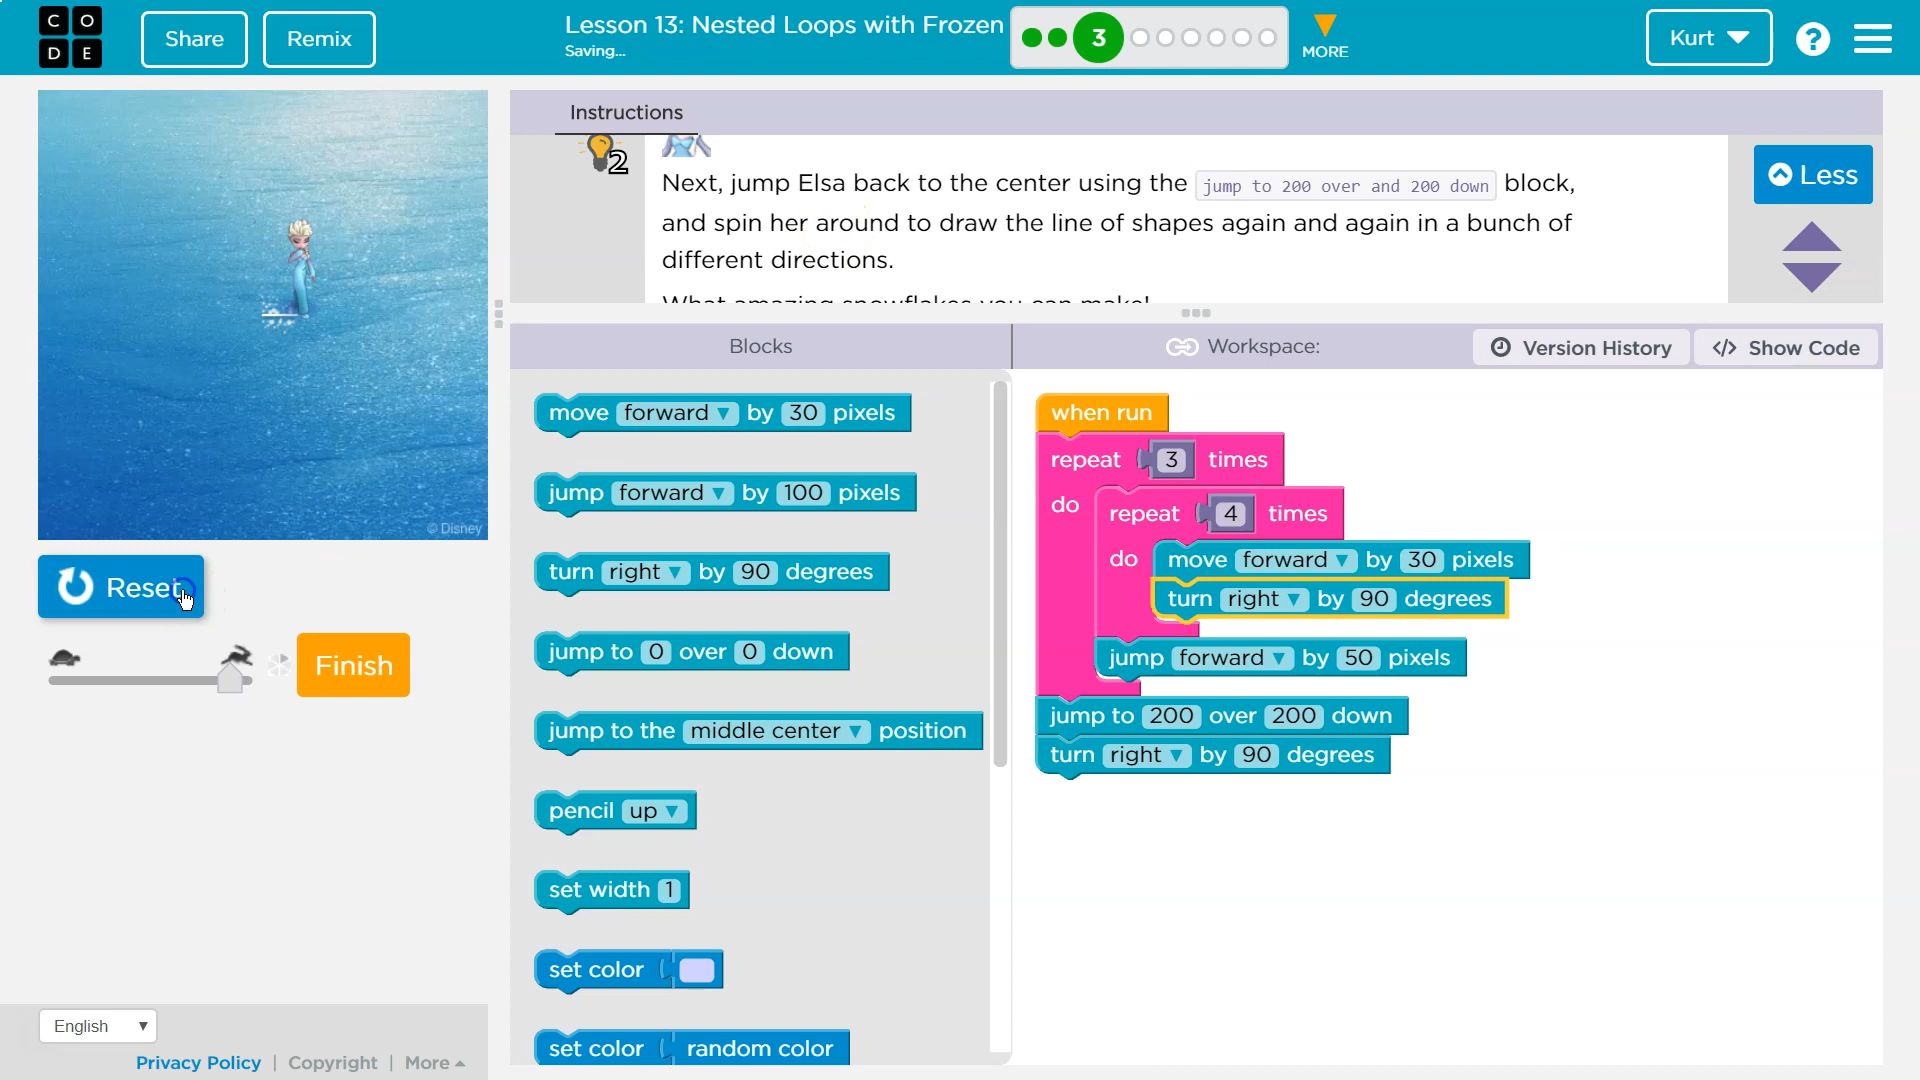 C O
D E
Share
Remix
Lesson 13: Nested Loops with Frozen
Saving...
3
MORE
Kurt
?
Instructions
2
Next, jump Elsa back to the center using the jump to 200 over and 200 down block,
and spin her around to draw the line of shapes again and again in a bunch of
different directions.
What amazing snowflakes you can make!
Less
© Disney
Reset
Finish
Blocks
Workspace:
Version History
</> Show Code
move forward ▼ by 30 pixels
jump forward ▼ by 100 pixels
turn right ▼ by 90 degrees
jump to 0 over 0 down
jump to the middle center ▼ position
pencil up ▼
set width 1
set color
set color random color
when run
repeat 3 times
do
repeat 4 times
do
move forward ▼ by 30 pixels
turn right ▼ by 90 degrees
jump forward ▼ by 50 pixels
jump to 200 over 200 down
turn right ▼ by 90 degrees
English ▼
Privacy Policy | Copyright | More